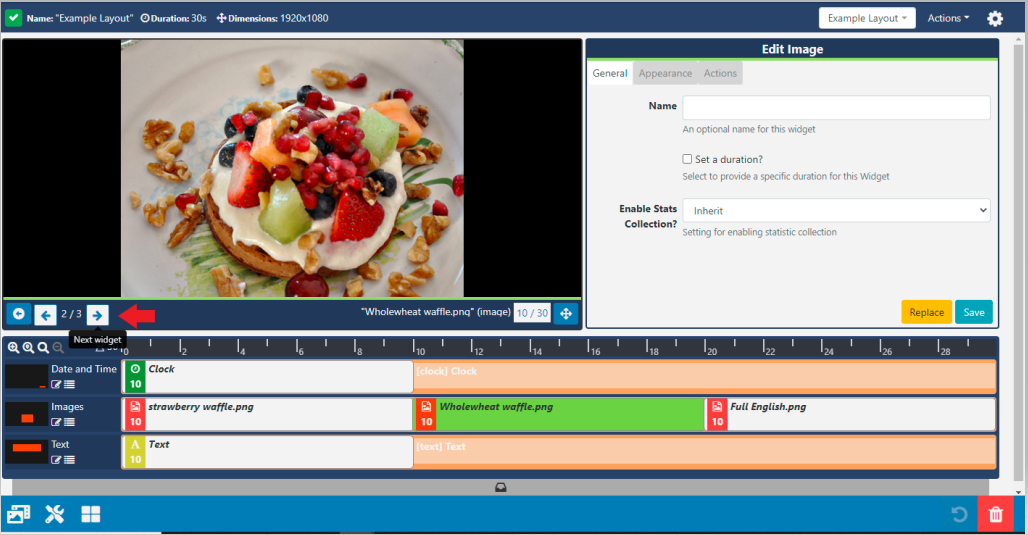 Name: "Example Layout" Duration: 30s Dimensions: 1920x1080
Example Layout Actions
Edit Image
General Appearance Actions
Name
An optional name for this widget
Set a duration?
Select to provide a specific duration for this Widget
Enable Stats Collection?
Inherit
Setting for enabling statistic collection
Replace Save
2 / 3
"Wholewheat waffle.png" (image) 10 / 30
Next widget
0 2 4 6 8 10 12 14 16 18 20 22 24 26 28
Date and Time
10 Clock
[clock] Clock
Images
10 strawberry waffle.png
10 Wholewheat waffle.png
10 Full English.png
Text
A 10 Text
[text] Text